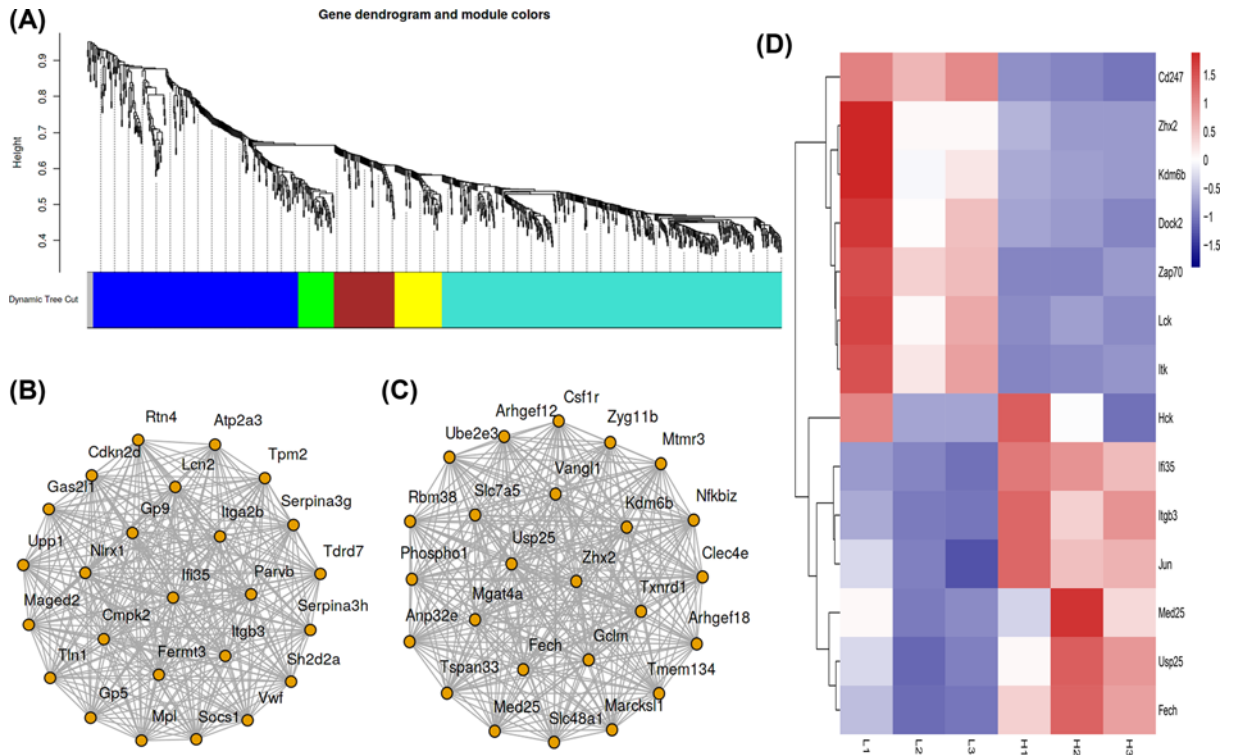 (A)
Gene dendrogram and module colors
Height
0.9
0.8
0.7
0.6
0.5
0.4
Dynamic Tree Cut
(B)
Rtn4
Atp2a3
Cdkn2d
Lcn2
Tpm2
Gas2l1
Gp9
Itga2b
Serpina3g
Upp1
Nlrx1
Ifi35
Parvb
Tdrd7
Maged2
Cmpk2
Serpina3h
Itgb3
Tln1
Fermt3
Sh2d2a
Gp5
Mpl
Socs1
Vwf
(C)
Csf1r
Arhgef12
Zyg11b
Ube2e3
Vangl1
Mtmr3
Rbm38
Slc7a5
Kdm6b
Nfkbiz
Usp25
Phospho1
Zhx2
Clec4e
Mgat4a
Txnrd1
Anp32e
Arhgef18
Fech
Gclm
Tspan33
Tmem134
Med25
Slc48a1
Marcksl1
(D)
Cd247
Zhx2
Kdm6b
Dock2
Zap70
Lck
Itk
Hck
Ifi35
Itgb3
Jun
Med25
Usp25
Fech
L1
L2
L3
H1
H2
H3
1.5
1
0.5
0
−0.5
−1
−1.5